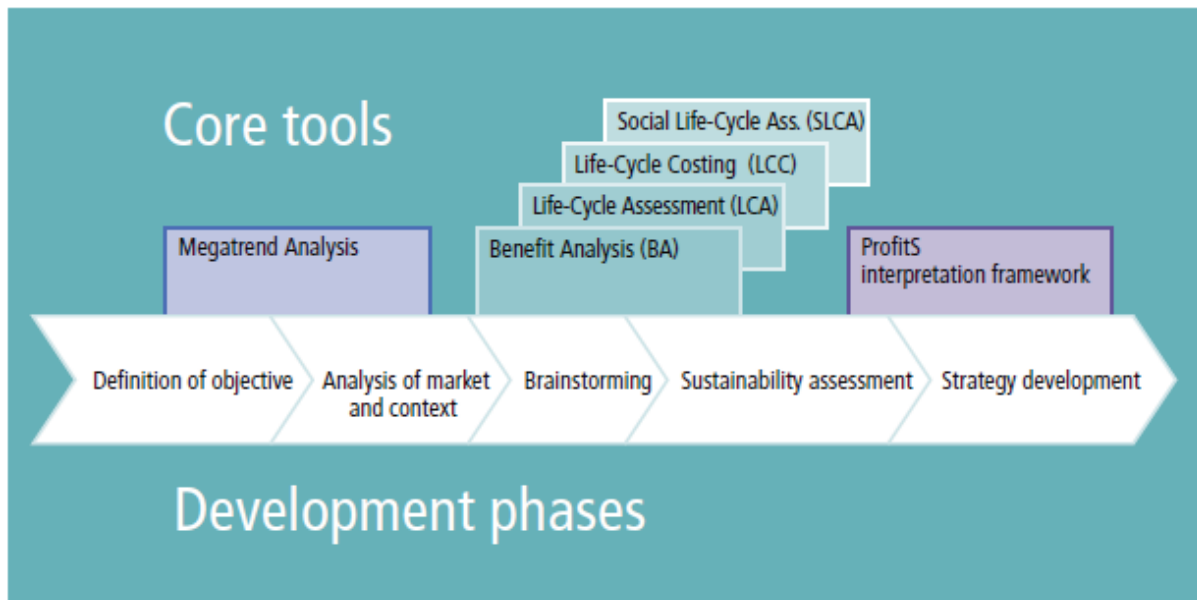 Core tools
Social Life-Cycle Ass. (SLCA)
Life-Cycle Costing (LCC)
Life-Cycle Assessment (LCA)
Megatrend Analysis
Benefit Analysis (BA)
ProfitS
interpretation framework
Definition of objective
Analysis of market
and context
Brainstorming
Sustainability assessment
Strategy development
Development phases